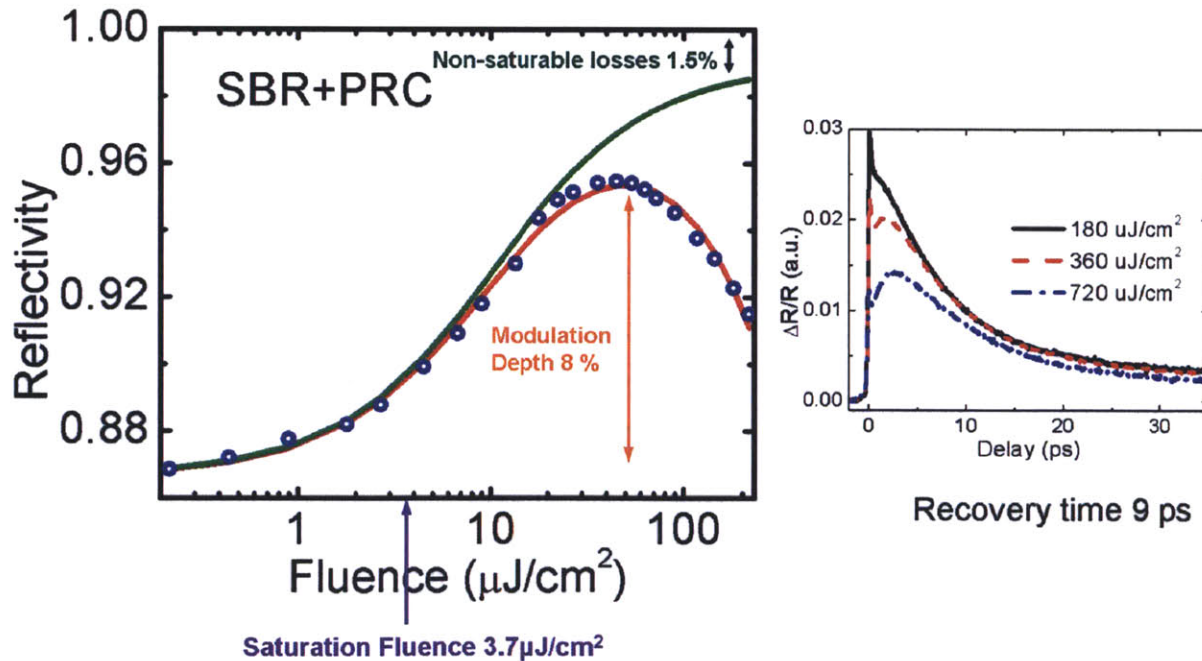 1.00
Non-saturable losses 1.5%
SBR+PRC
0.96
0.92
0.88
Reflectivity
Modulation
Depth 8 %
1
10
100
Fluence (μJ/cm²)
Saturation Fluence 3.7μJ/cm²
0.03
0.02
0.01
0.00
ΔR/R (a.u.)
180 uJ/cm²
360 uJ/cm²
720 uJ/cm²
0
10
20
30
Delay (ps)
Recovery time 9 ps